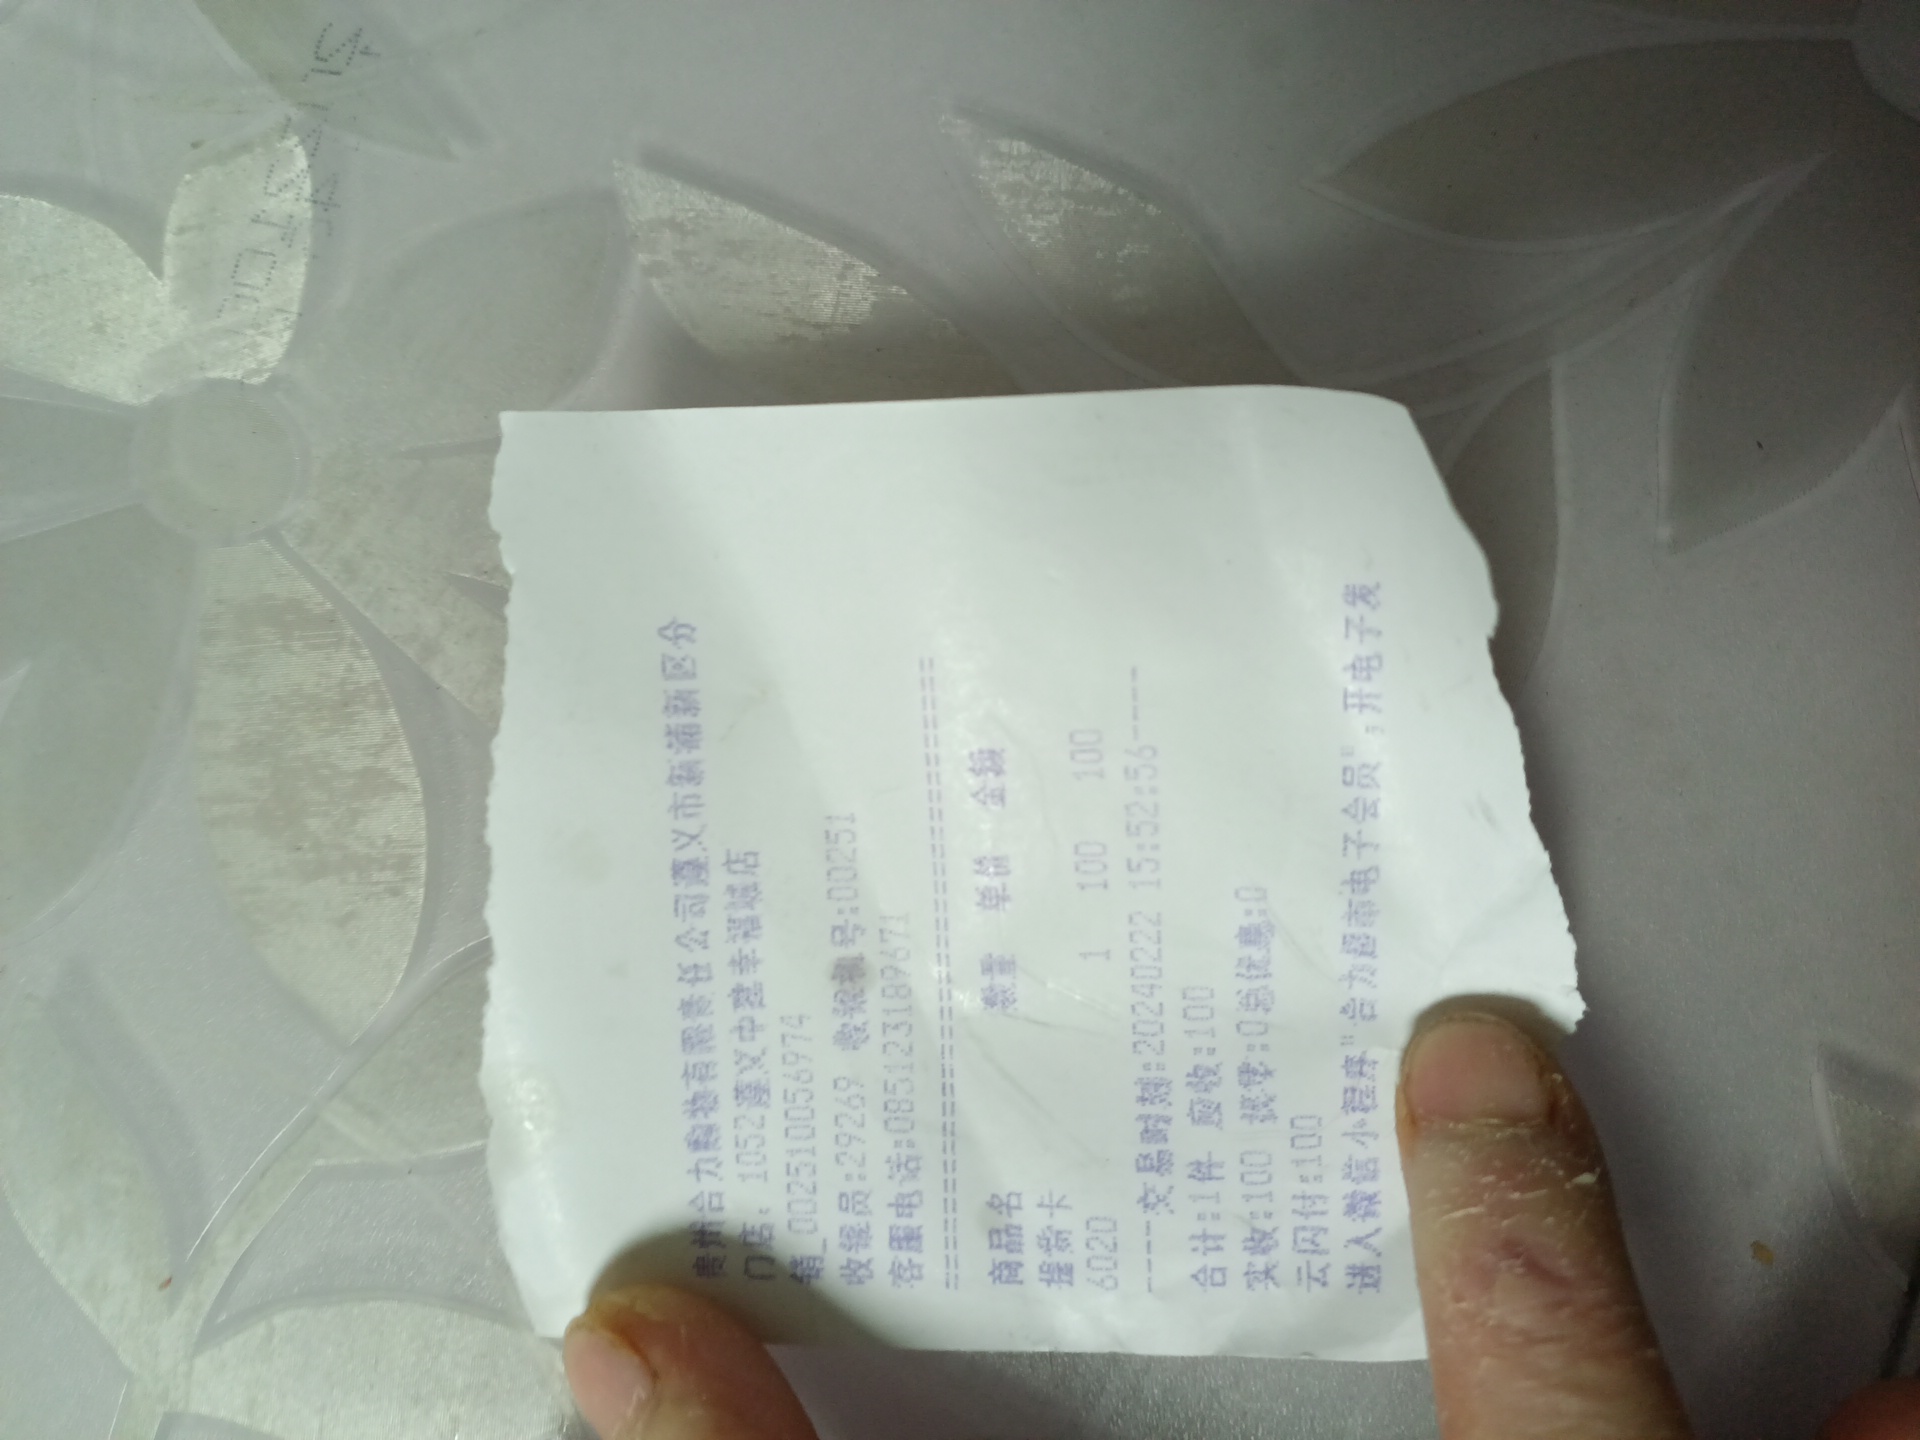 贵州合力购物有限责任公司遵义市新蒲新区分
门店: 1052遵义中建幸福城店
销_002510056974
收银员:29269 收银机号:00251
客服电话:085123189671
================================
商品名 数量 单价 金额
提货卡
6020 1 100 100
----交易时刻:20240222 15:52:56----
合计:1件 应收:100
实收:100 找零:0总优惠:0
云闪付:100
进入微信小程序"合力超市电子会员",开电子发